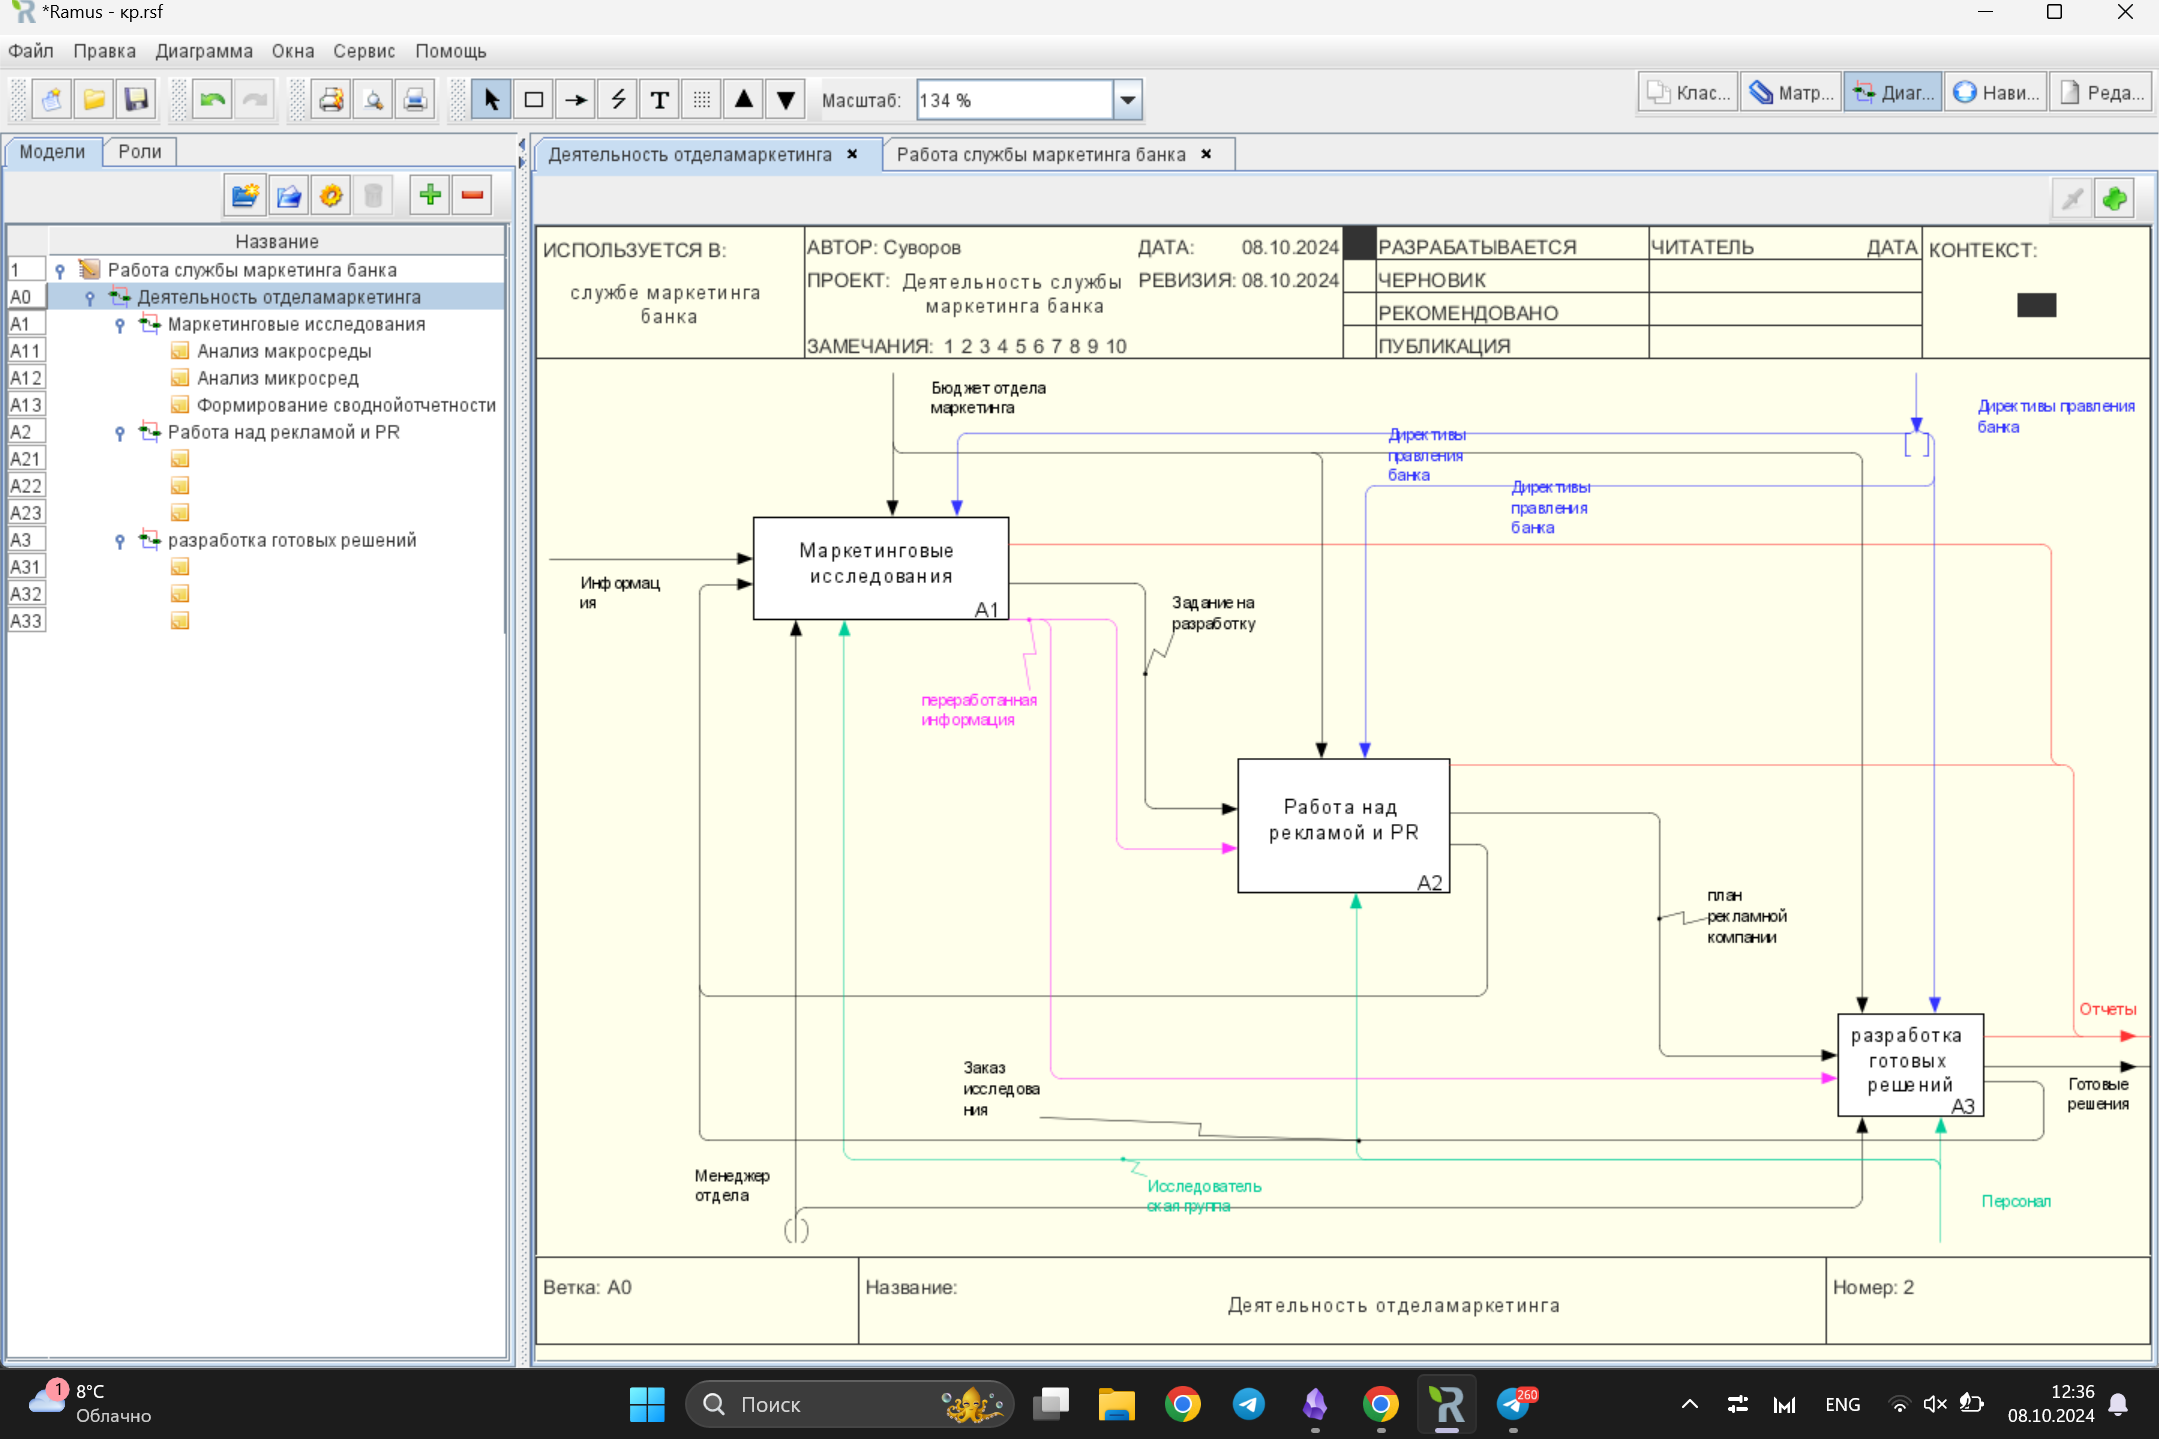 *Ramus - кр.rsf
Файл Правка Диаграмма Окна Сервис Помощь
Масштаб: 134 %
Клас... Матр... Диаг... Нави... Реда...
Модели Роли
Название
1 Работа службы маркетинга банка
A0 Деятельность отделамаркетинга
A1 Маркетинговые исследования
A11 Анализ макросреды
A12 Анализ микросред
A13 Формирование своднойотчетности
A2 Работа над рекламой и PR
A21
A22
A23
A3 разработка готовых решений
A31
A32
A33
Деятельность отделамаркетинга Работа службы маркетинга банка
ИСПОЛЬЗУЕТСЯ В:
службе маркетинга
банка
АВТОР: Суворов
ДАТА: 08.10.2024
ПРОЕКТ: Деятельность службы
маркетинга банка
РЕВИЗИЯ: 08.10.2024
ЗАМЕЧАНИЯ: 1 2 3 4 5 6 7 8 9 10
РАЗРАБАТЫВАЕТСЯ
ЧЕРНОВИК
РЕКОМЕНДОВАНО
ПУБЛИКАЦИЯ
ЧИТАТЕЛЬ ДАТА
КОНТЕКСТ:
Бюджет отдела
маркетинга
Директивы правления
банка
Директивы
правления
банка
Директивы
правления
банка
Маркетинговые
исследования
A1
Информац
ия
Задание на
разработку
переработанная
информация
Работа над
рекламой и PR
A2
план
рекламной
компании
Отчеты
разработка
готовых
решений
A3
Готовые
решения
Заказ
исследова
ния
Менеджер
отдела
Исследователь
ская группа
Персонал
Ветка: A0
Название:
Деятельность отделамаркетинга
Номер: 2
1
8°C
Облачно
Поиск
260
ENG
12:36
08.10.2024